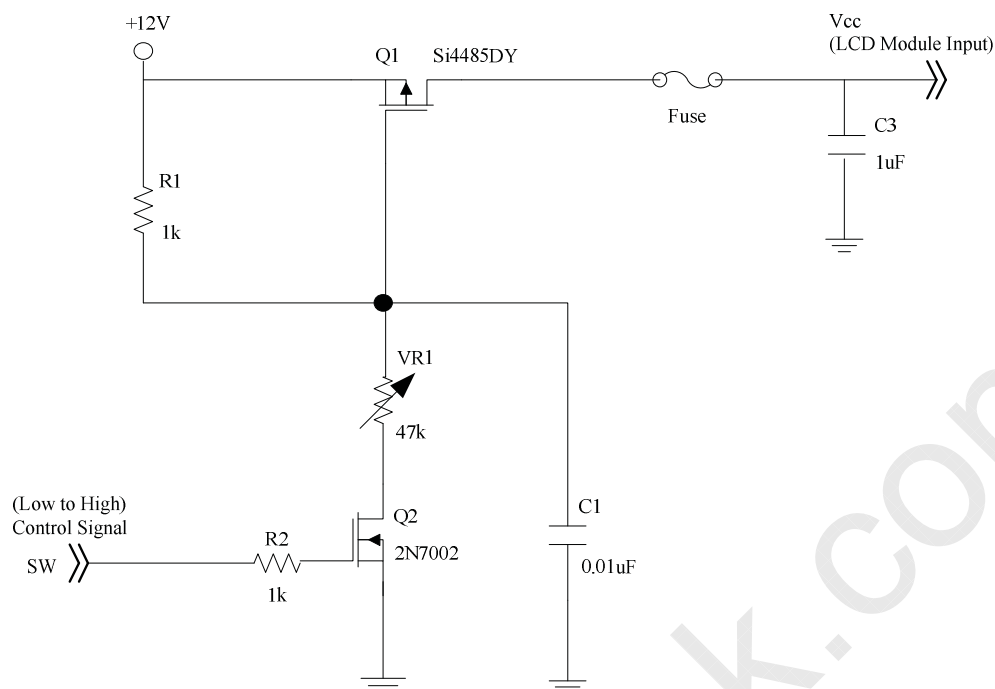 +12V
Vcc
(LCD Module Input)
Q1
Si4485DY
Fuse
C3
1uF
R1
1k
VR1
47k
(Low to High)
Control Signal
SW
R2
1k
Q2
2N7002
C1
0.01uF
k.com